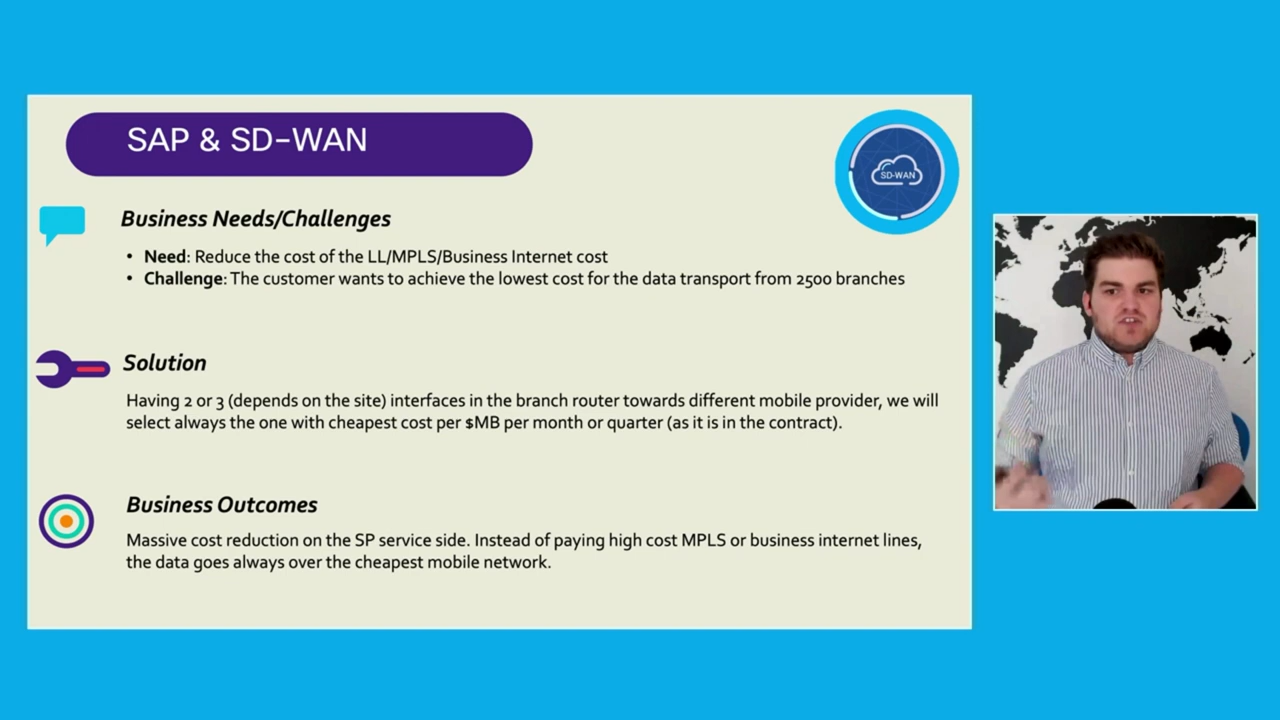 SAP & SD-WAN
SD-WAN
Business Needs/Challenges
• Need: Reduce the cost of the LL/MPLS/Business Internet cost
• Challenge: The customer wants to achieve the lowest cost for the data transport from 2500 branches
Solution
Having 2 or 3 (depends on the site) interfaces in the branch router towards different mobile provider, we will
select always the one with cheapest cost per $MB per month or quarter (as it is in the contract).
Business Outcomes
Massive cost reduction on the SP service side. Instead of paying high cost MPLS or business internet lines,
the data goes always over the cheapest mobile network.